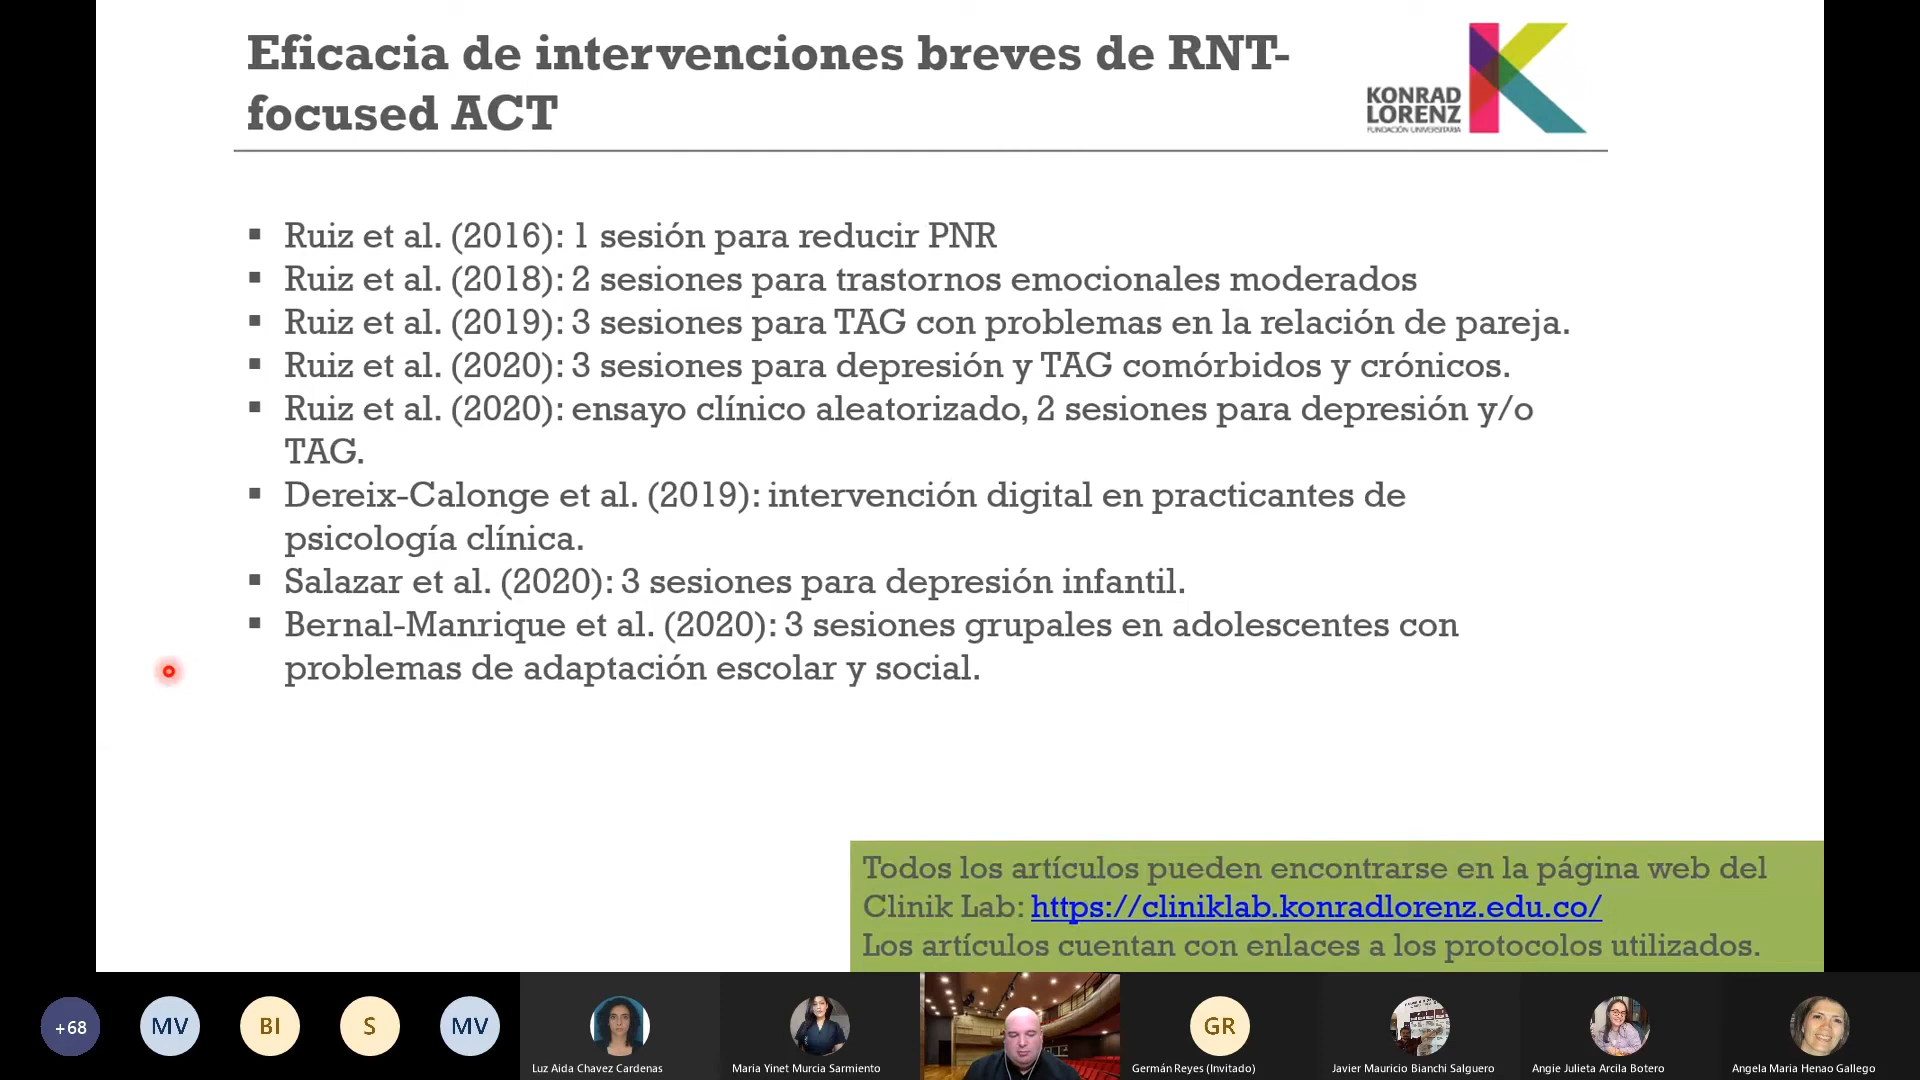 Eficacia de intervenciones breves de RNT-
focused ACT
KONRAD
LORENZ
FUNDACIÓN UNIVERSITARIA
▪ Ruiz et al. (2016): 1 sesión para reducir PNR
▪ Ruiz et al. (2018): 2 sesiones para trastornos emocionales moderados
▪ Ruiz et al. (2019): 3 sesiones para TAG con problemas en la relación de pareja.
▪ Ruiz et al. (2020): 3 sesiones para depresión y TAG comórbidos y crónicos.
▪ Ruiz et al. (2020): ensayo clínico aleatorizado, 2 sesiones para depresión y/o
TAG.
▪ Dereix-Calonge et al. (2019): intervención digital en practicantes de
psicología clínica.
▪ Salazar et al. (2020): 3 sesiones para depresión infantil.
▪ Bernal-Manrique et al. (2020): 3 sesiones grupales en adolescentes con
problemas de adaptación escolar y social.
Todos los artículos pueden encontrarse en la página web del
Clinik Lab: https://cliniklab.konradlorenz.edu.co/
Los artículos cuentan con enlaces a los protocolos utilizados.
+68
MV
BI
S
MV
GR
Luz Aida Chavez Cardenas
Maria Yinet Murcia Sarmiento
Germán Reyes (Invitado)
Javier Mauricio Bianchi Salguero
Angie Julieta Arcila Botero
Angela Maria Henao Gallego